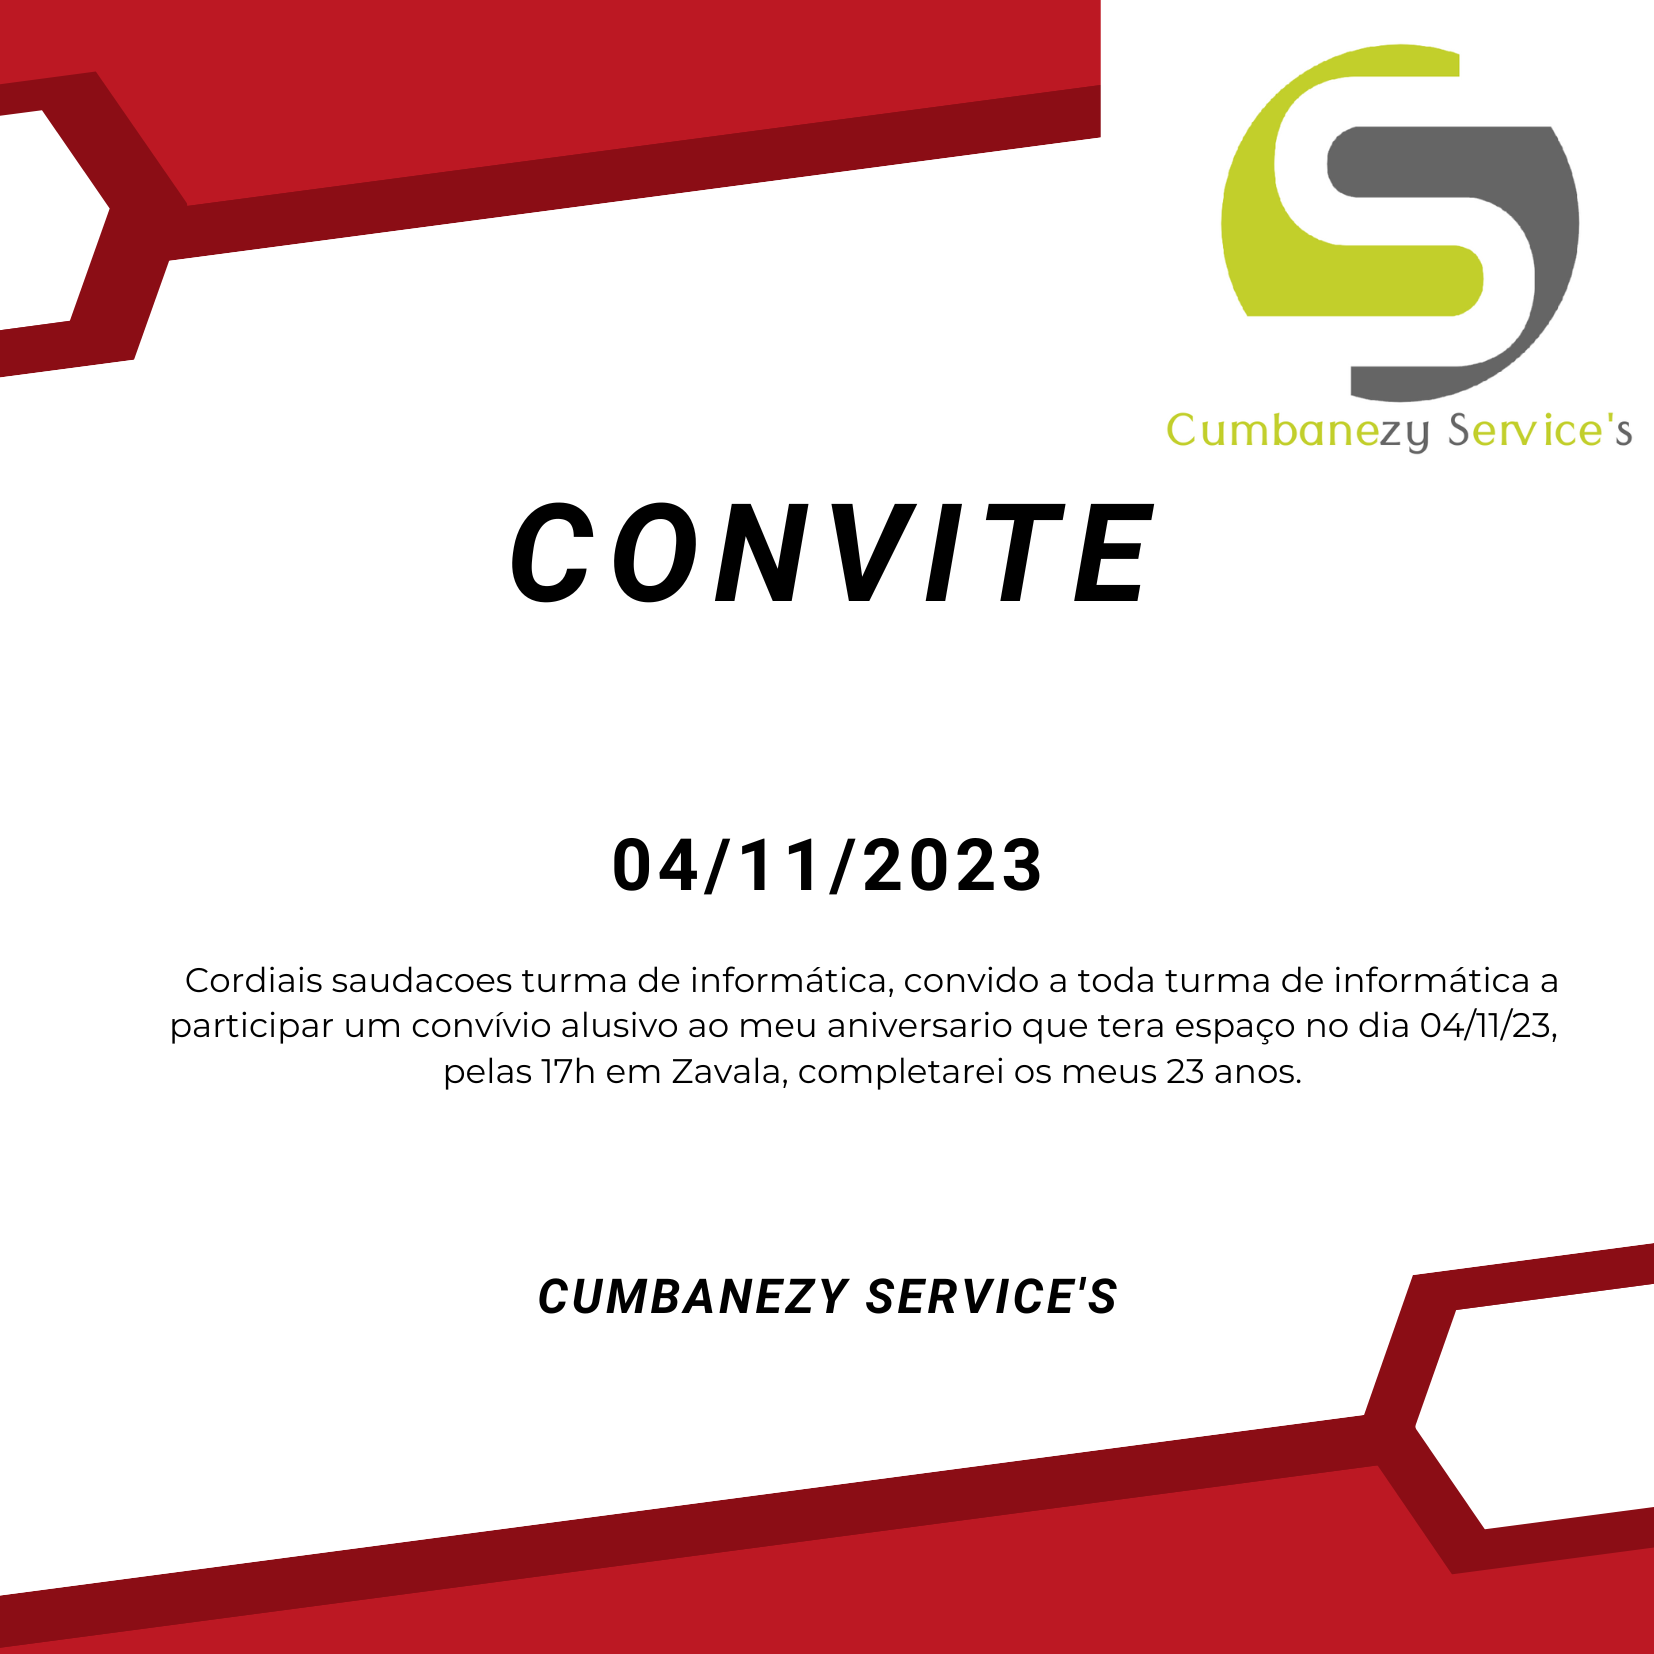 Cumbanezy Service's
CONVITE
04/11/2023
Cordiais saudacoes turma de informática, convido a toda turma de informática a
participar um convívio alusivo ao meu aniversario que tera espaço no dia 04/11/23,
pelas 17h em Zavala, completarei os meus 23 anos.
CUMBANEZY SERVICE'S